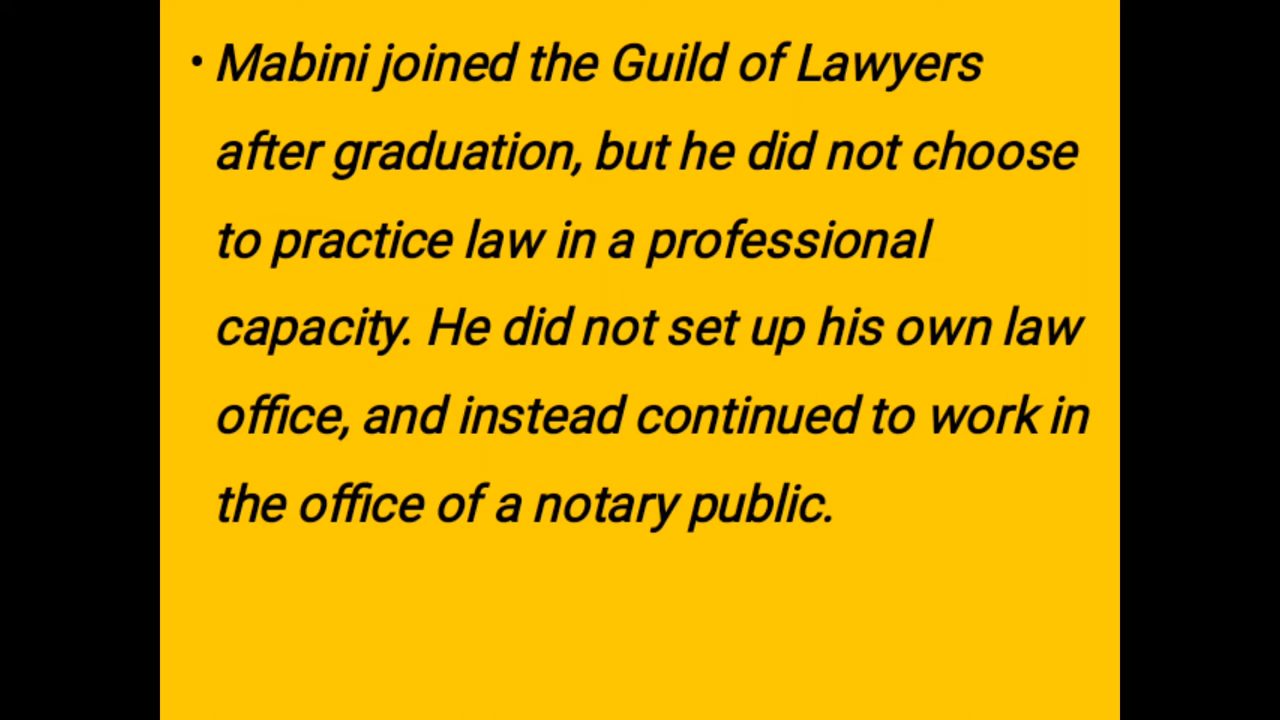 • Mabini joined the Guild of Lawyers
after graduation, but he did not choose
to practice law in a professional
capacity. He did not set up his own law
office, and instead continued to work in
the office of a notary public.